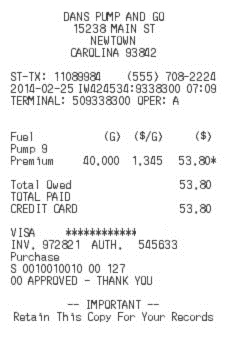 DANS PUMP AND GO
15238 MAIN ST
NEWTOWN
CAROLINA 93842
ST-TX: 11089984 (555) 708-2224
2014-02-25 IW424534:9338300 07:09
TERMINAL: 509338300 OPER: A
Fuel (G) ($/G) ($)
Pump 9
Premium 40.000 1.345 53.80*
Total Owed 53.80
TOTAL PAID
CREDIT CARD 53.80
VISA ************
INV. 972821 AUTH. 545633
Purchase
S 0010010010 00 127
00 APPROVED - THANK YOU
-- IMPORTANT --
Retain This Copy For Your Records